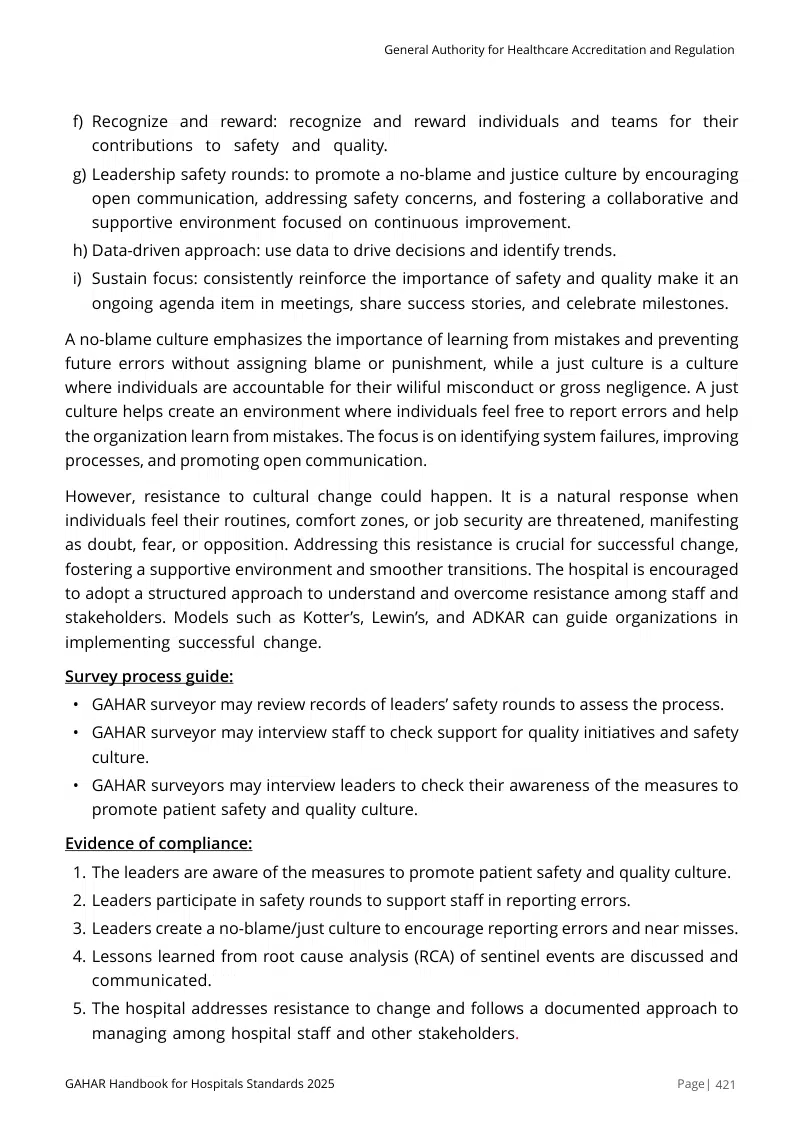 General Authority for Healthcare Accreditation and Regulation
f) Recognize and reward: recognize and reward individuals and teams for their
contributions to safety and quality.
g) Leadership safety rounds: to promote a no-blame and justice culture by encouraging
open communication, addressing safety concerns, and fostering a collaborative and
supportive environment focused on continuous improvement.
h) Data-driven approach: use data to drive decisions and identify trends.
i) Sustain focus: consistently reinforce the importance of safety and quality make it an
ongoing agenda item in meetings, share success stories, and celebrate milestones.
A no-blame culture emphasizes the importance of learning from mistakes and preventing
future errors without assigning blame or punishment, while a just culture is a culture
where individuals are accountable for their wiliful misconduct or gross negligence. A just
culture helps create an environment where individuals feel free to report errors and help
the organization learn from mistakes. The focus is on identifying system failures, improving
processes, and promoting open communication.
However, resistance to cultural change could happen. It is a natural response when
individuals feel their routines, comfort zones, or job security are threatened, manifesting
as doubt, fear, or opposition. Addressing this resistance is crucial for successful change,
fostering a supportive environment and smoother transitions. The hospital is encouraged
to adopt a structured approach to understand and overcome resistance among staff and
stakeholders. Models such as Kotter’s, Lewin’s, and ADKAR can guide organizations in
implementing successful change.
Survey process guide:
• GAHAR surveyor may review records of leaders’ safety rounds to assess the process.
• GAHAR surveyor may interview staff to check support for quality initiatives and safety
culture.
• GAHAR surveyors may interview leaders to check their awareness of the measures to
promote patient safety and quality culture.
Evidence of compliance:
1. The leaders are aware of the measures to promote patient safety and quality culture.
2. Leaders participate in safety rounds to support staff in reporting errors.
3. Leaders create a no-blame/just culture to encourage reporting errors and near misses.
4. Lessons learned from root cause analysis (RCA) of sentinel events are discussed and
communicated.
5. The hospital addresses resistance to change and follows a documented approach to
managing among hospital staff and other stakeholders.
GAHAR Handbook for Hospitals Standards 2025 Page| 421